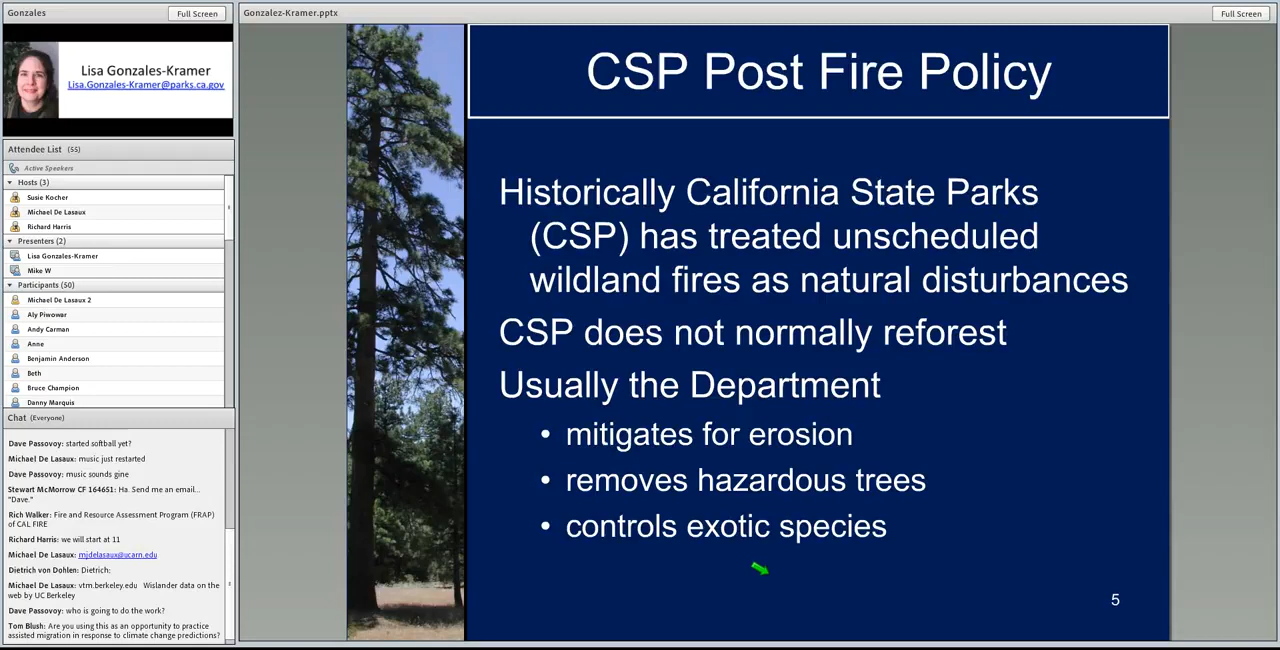 Gonzales
Full Screen
Lisa Gonzales-Kramer
Lisa.Gonzales-Kramer@parks.ca.gov
Attendee List (55)
Active Speakers
Hosts (3)
Susie Kocher
Michael De Lasaux
Richard Harris
Presenters (2)
Lisa Gonzales-Kramer
Mike W
Participants (50)
Michael De Lasaux 2
Aly Piwowar
Andy Carman
Anne
Benjamin Anderson
Beth
Bruce Champion
Danny Marquis
Chat (Everyone)
Dave Passovoy: started softball yet?
Michael De Lasaux: music just restarted
Dave Passovoy: music sounds gine
Stewart McMorrow CF 164651: Ha. Send me an email...
"Dave."
Rich Walker: Fire and Resource Assessment Program (FRAP)
of CAL FIRE
Richard Harris: we will start at 11
Michael De Lasaux: mjdelasaux@ucarn.edu
Dietrich von Dohlen: Dietrich:
Michael De Lasaux: vtm.berkeley.edu Wislander data on the
web by UC Berkeley
Dave Passovoy: who is going to do the work?
Tom Blush: Are you using this as an opportunity to practice
assisted migration in response to climate change predictions?
Gonzalez-Kramer.pptx
Full Screen
CSP Post Fire Policy
Historically California State Parks
(CSP) has treated unscheduled
wildland fires as natural disturbances
CSP does not normally reforest
Usually the Department
• mitigates for erosion
• removes hazardous trees
• controls exotic species
5